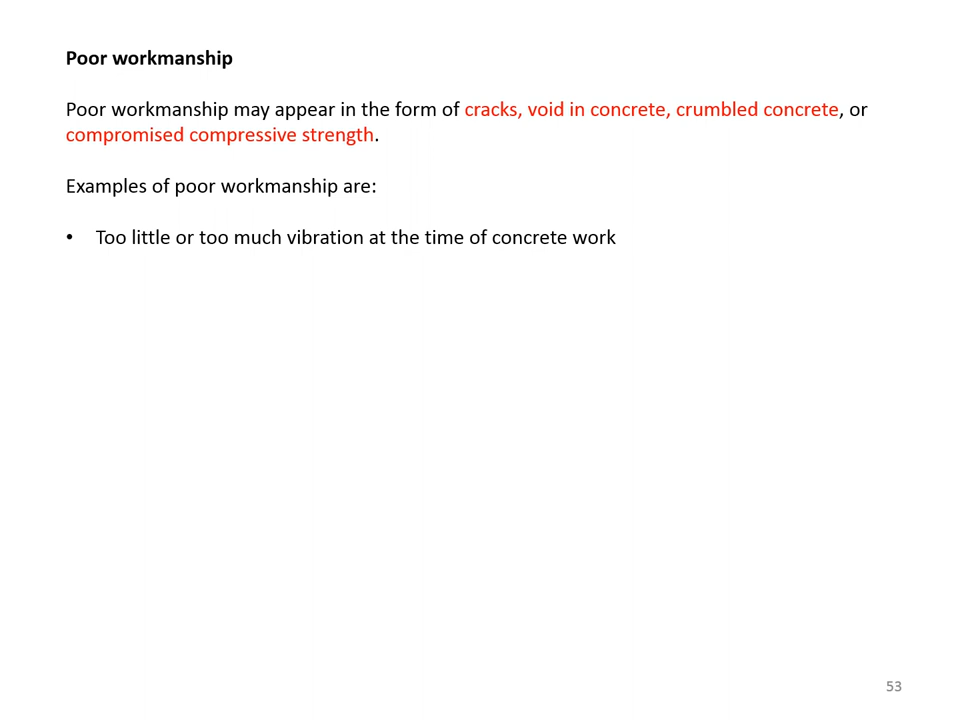 Poor workmanship
Poor workmanship may appear in the form of cracks, void in concrete, crumbled concrete, or
compromised compressive strength.
Examples of poor workmanship are:
• Too little or too much vibration at the time of concrete work
53